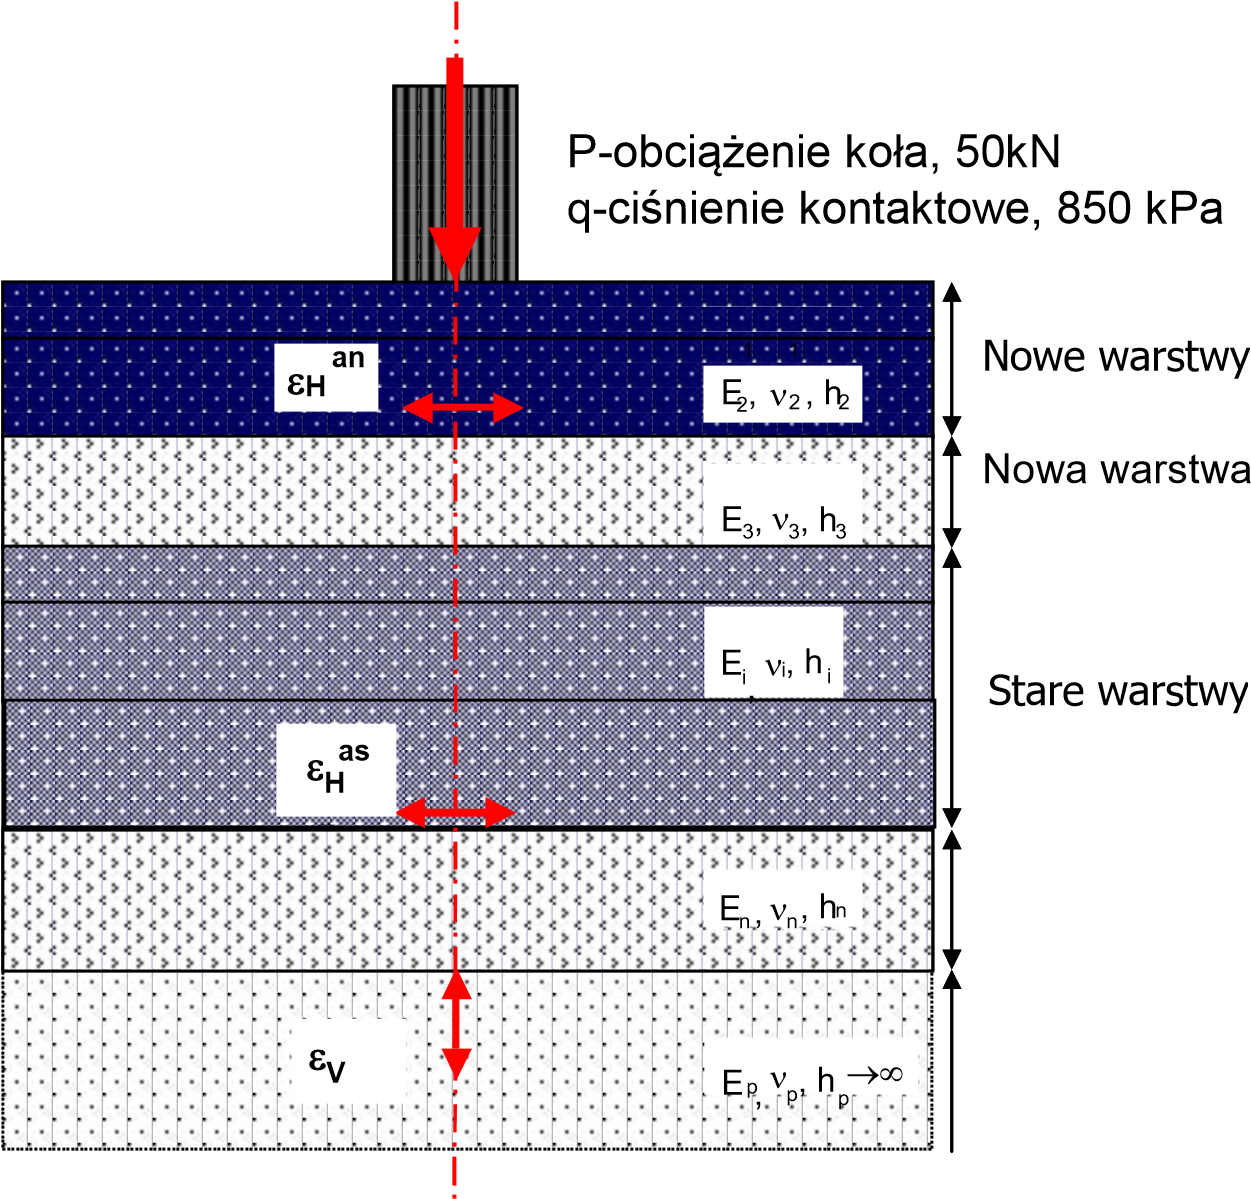 P-obciążenie koła, 50kN
q-ciśnienie kontaktowe, 850 kPa
εH an
E2, ν2, h2
Nowe warstwy
E3, ν3, h3
Nowa warstwa
Ei, νi, hi
Stare warstwy
εH as
En, νn, hn
εV
Ep, νp, hp→∞